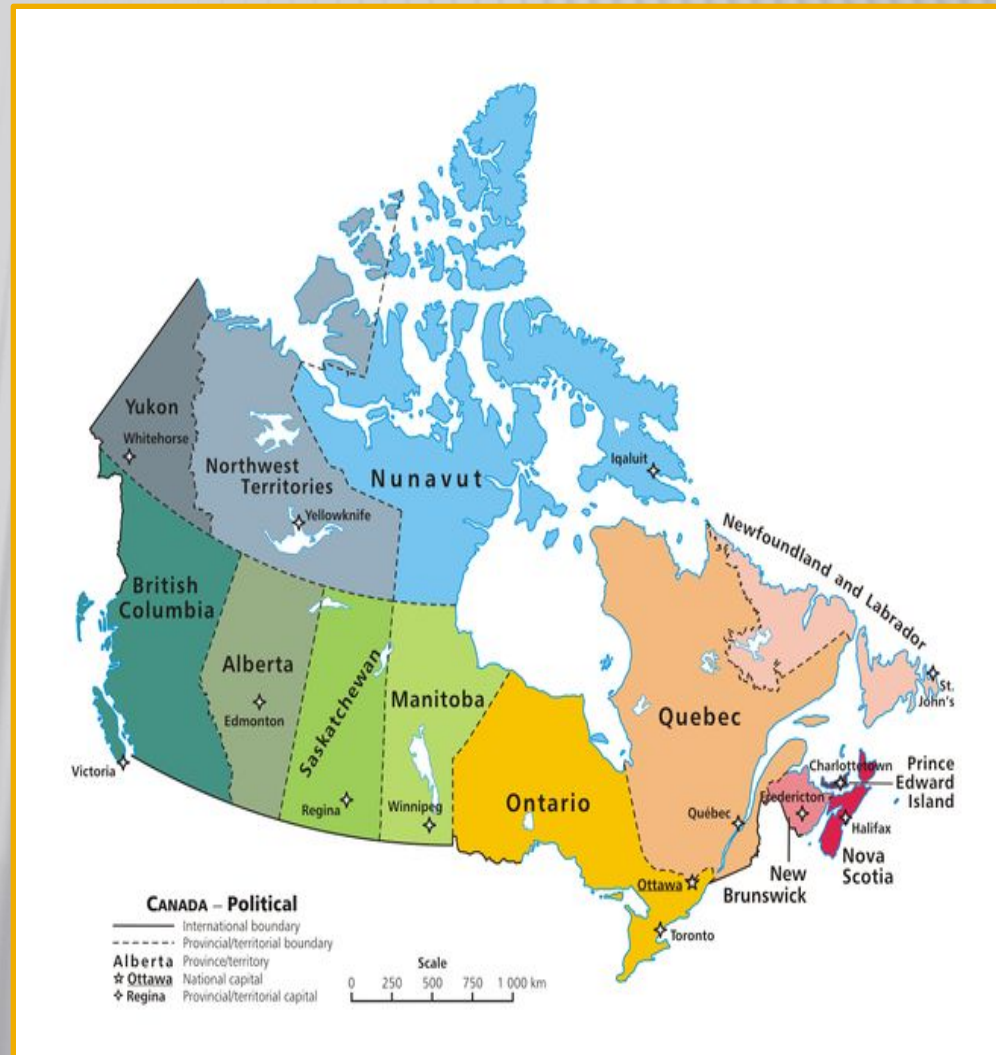 Yukon
Whitehorse
Northwest
Territories
Yellowknife
Nunavut
Iqaluit
Newfoundland and Labrador
British
Columbia
Alberta
Edmonton
Saskatchewan
Manitoba
Quebec
St.
John's
Victoria
Regina
Winnipeg
Ontario
Québec
Charlottetown
Prince
Edward
Island
Fredericton
Halifax
Nova
Scotia
New
Brunswick
Ottawa
Toronto
CANADA – Political
International boundary
Provincial/territorial boundary
Alberta Province/territory
Ottawa National capital
Regina Provincial/territorial capital
Scale
0 250 500 750 1 000 km